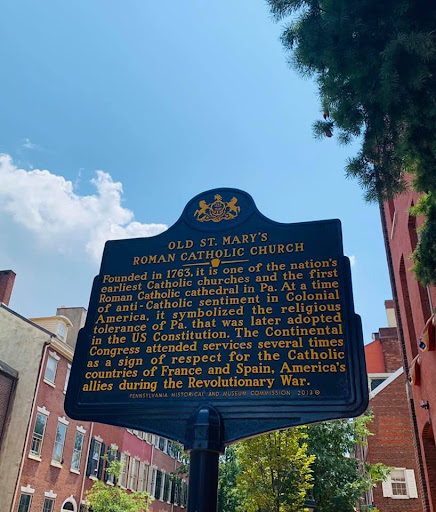 OLD ST. MARY'S
ROMAN CATHOLIC CHURCH
Founded in 1763, it is one of the nation's
earliest Catholic churches and the first
Roman Catholic cathedral in Pa. At a time
of anti-Catholic sentiment in Colonial
America, it symbolized the religious
tolerance of Pa. that was later adopted
in the US Constitution. The Continental
Congress attended services several times
as a sign of respect for the Catholic
countries of France and Spain, America's
allies during the Revolutionary War.
PENNSYLVANIA HISTORICAL AND MUSEUM COMMISSION 2013